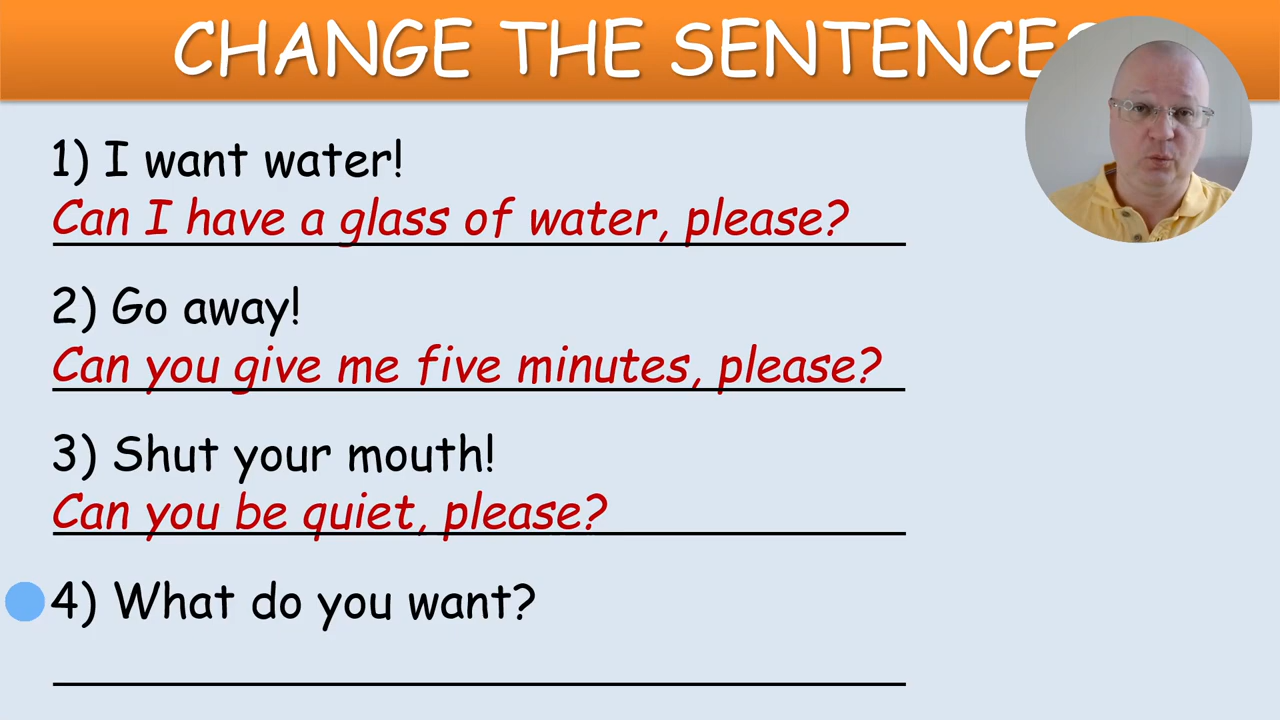 CHANGE THE SENTENCES
1) I want water!
Can I have a glass of water, please?
2) Go away!
Can you give me five minutes, please?
3) Shut your mouth!
Can you be quiet, please?
4) What do you want?